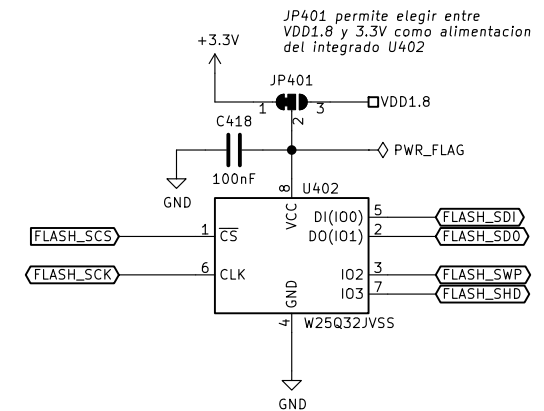 JP401 permite elegir entre
VDD1.8 y 3.3V como alimentacion
del integrado U402
+3.3V
JP401
1
3
VDD1.8
2
C418
PWR_FLAG
100nF
GND
8
U402
VCC
FLASH_SCS
1
CS
DI(IO0)
5
FLASH_SDI
DO(IO1)
2
FLASH_SDO
FLASH_SCK
6
CLK
IO2
3
FLASH_SWP
IO3
7
FLASH_SHD
GND
4
W25Q32JVSS
GND